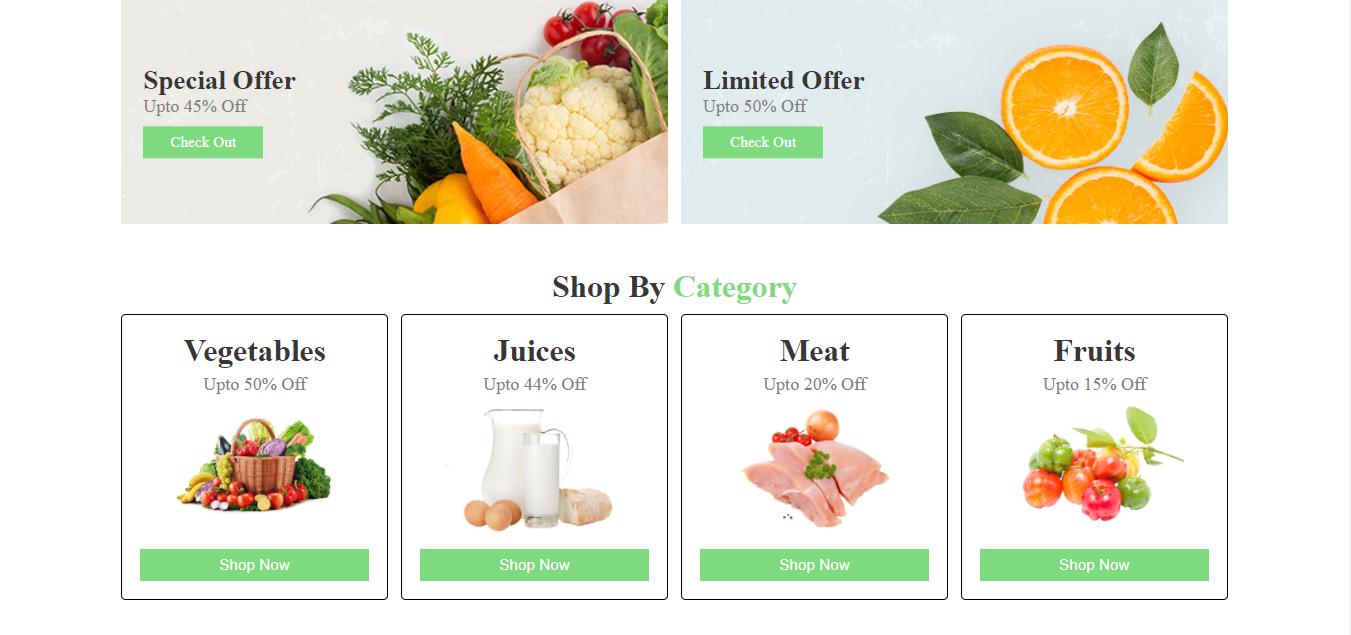 Special Offer
Upto 45% Off
Check Out
Limited Offer
Upto 50% Off
Check Out
Shop By Category
Vegetables
Upto 50% Off
Shop Now
Juices
Upto 44% Off
Shop Now
Meat
Upto 20% Off
Shop Now
Fruits
Upto 15% Off
Shop Now